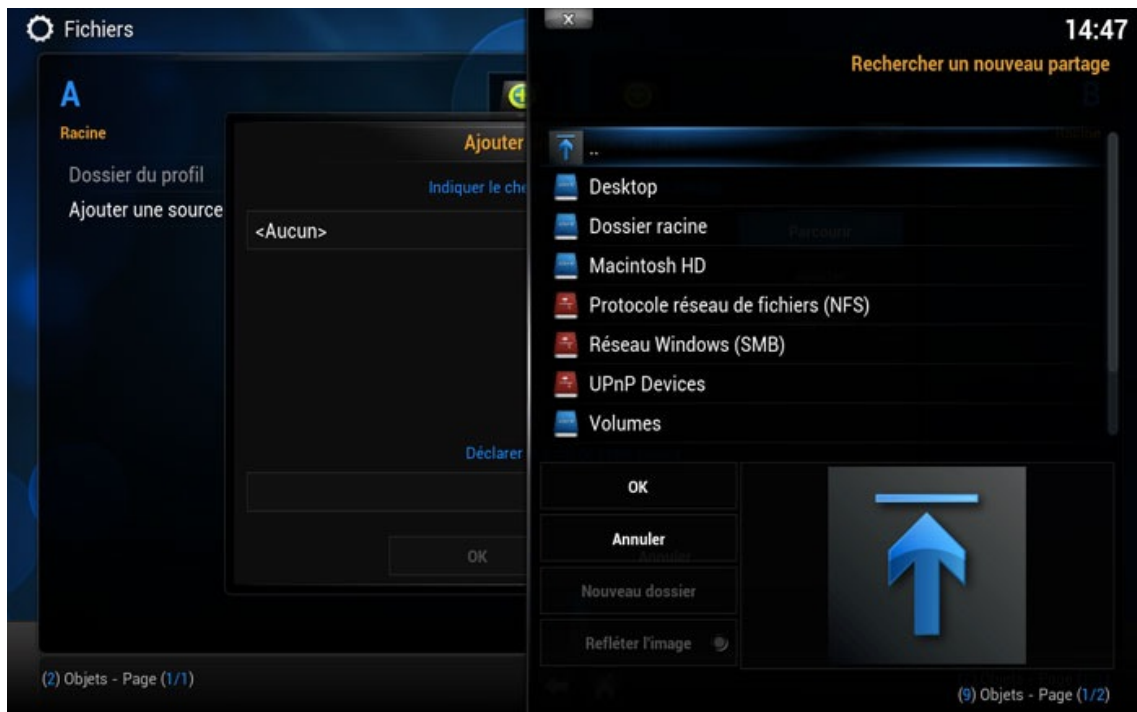 Fichiers
14:47
Rechercher un nouveau partage
A
B
Racine
Ajouter
..
Dossier du profil
Indiquer le che
Desktop
Ajouter une source
<Aucun>
Dossier racine
Parcourir
Macintosh HD
Protocole réseau de fichiers (NFS)
Réseau Windows (SMB)
UPnP Devices
Volumes
Déclarer
OK
OK
Annuler
Annuler
Nouveau dossier
Refléter l'image
(2) Objets - Page (1/1)
(9) Objets - Page (1/2)